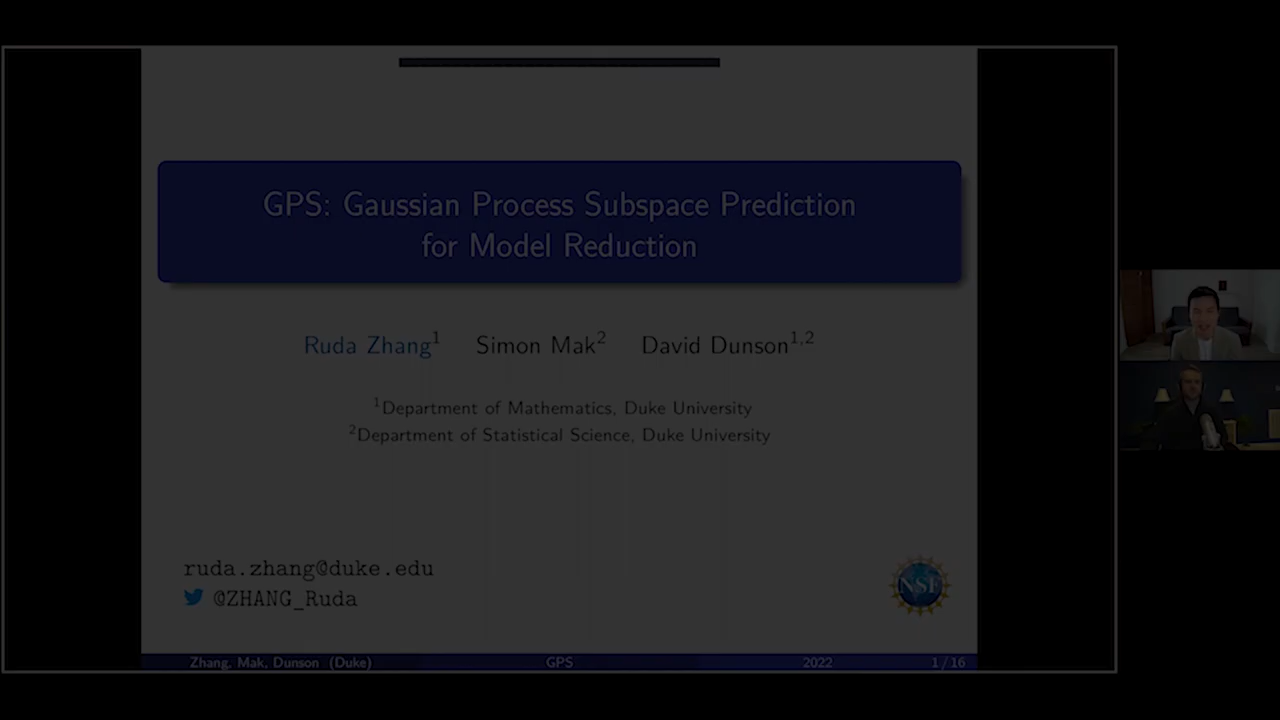 GPS: Gaussian Process Subspace Prediction
for Model Reduction
Ruda Zhang¹ Simon Mak² David Dunson¹,²
¹Department of Mathematics, Duke University
²Department of Statistical Science, Duke University
ruda.zhang@duke.edu
@ZHANG_Ruda
NSF
Zhang, Mak, Dunson (Duke) GPS 2022 1 / 16